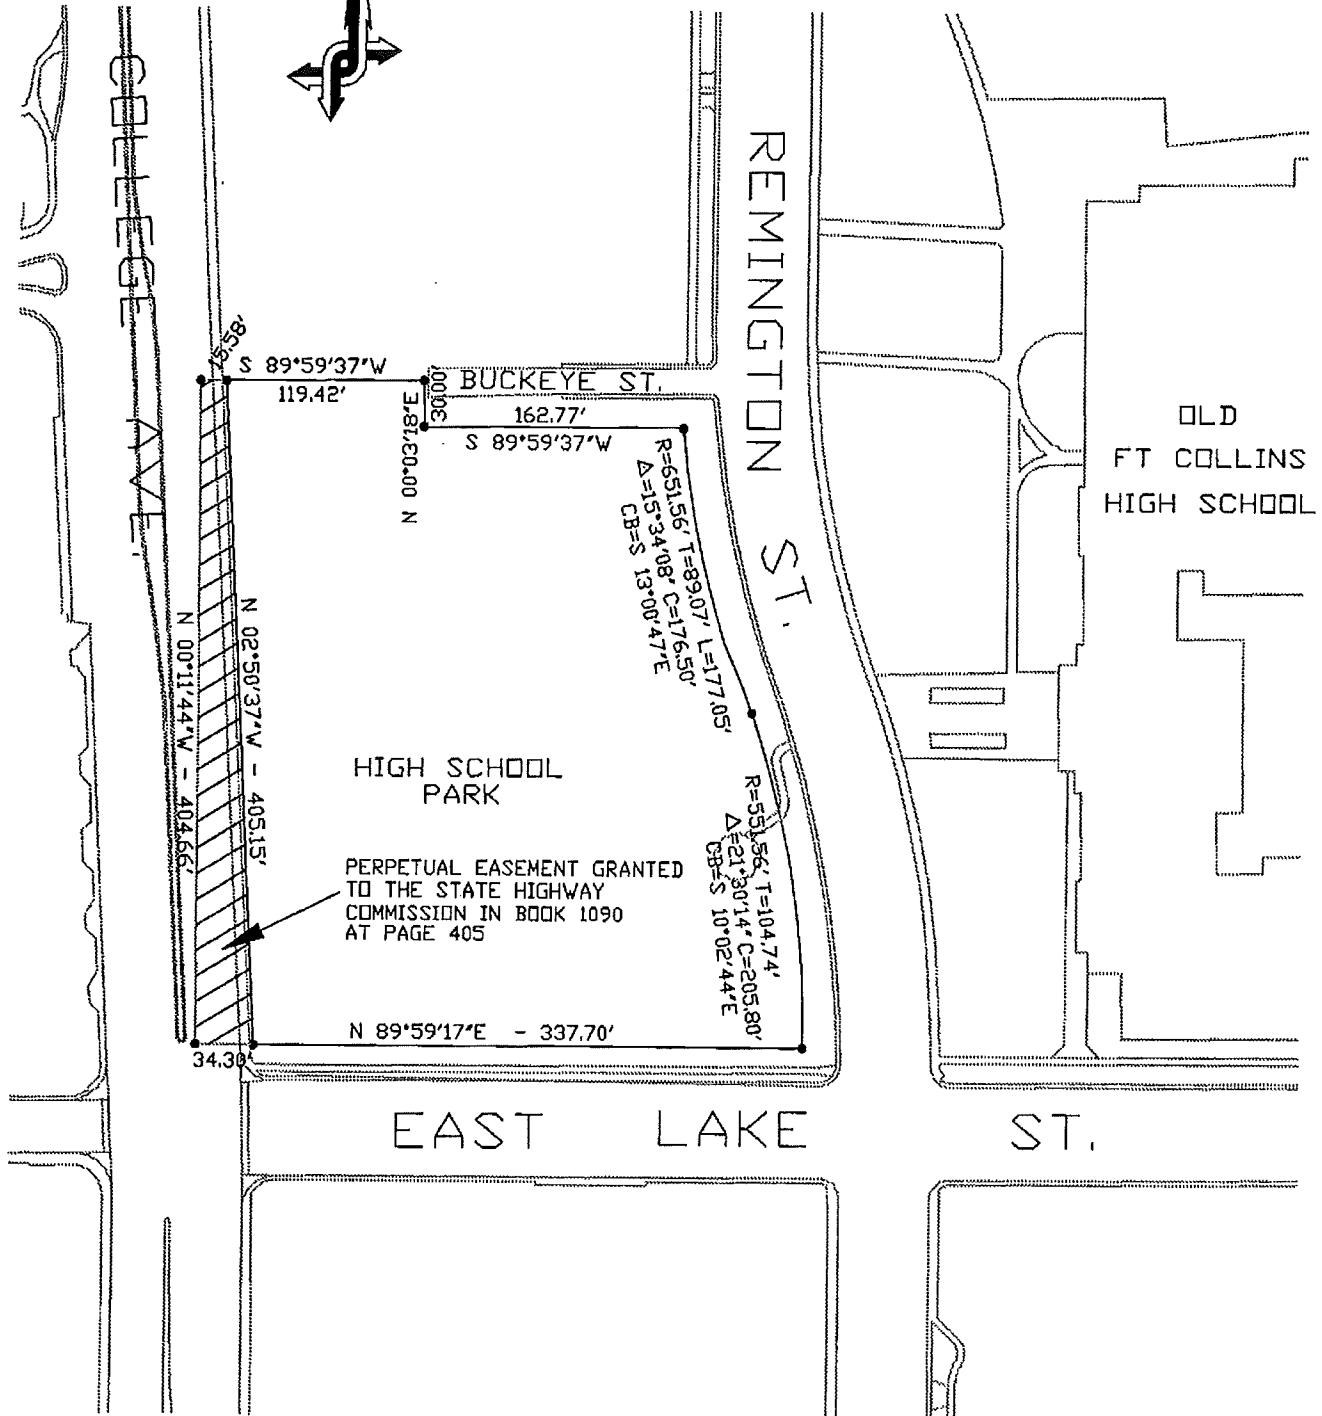 COLLEGE AVE
REMINGTON ST.
15.58'
S 89°59'37"W
119.42'
BUCKEYE ST.
30.00'
N 00°03'18"E
162.77'
S 89°59'37"W
OLD
FT COLLINS
HIGH SCHOOL
R=651.56' T=89.07' L=177.05'
Δ=15°34'08" C=176.50'
CB=S 13°00'47"E
N 00°11'44"W - 404.66'
N 02°50'37"W - 405.15'
HIGH SCHOOL
PARK
R=551.56' T=104.74'
Δ=21°30'14" C=205.80'
CB=S 10°02'44"E
PERPETUAL EASEMENT GRANTED
TO THE STATE HIGHWAY
COMMISSION IN BOOK 1090
AT PAGE 405
N 89°59'17"E - 337.70'
34.30'
EAST LAKE ST.